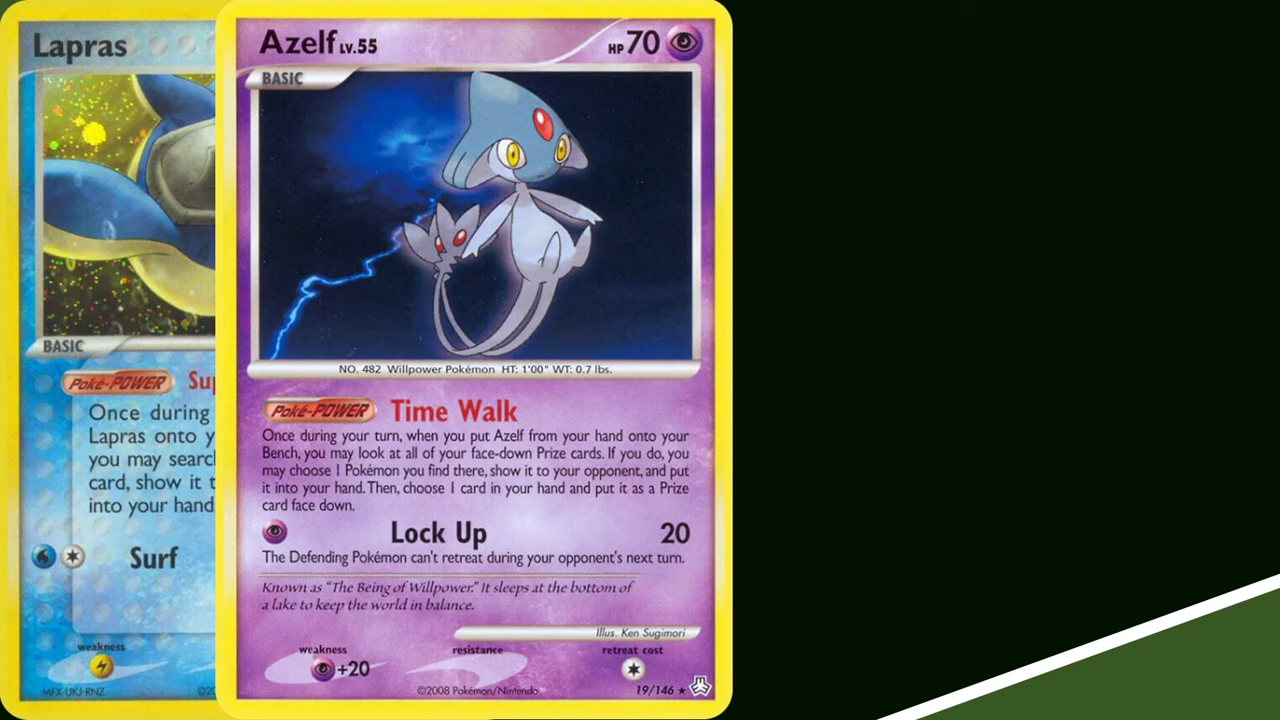 Lapras
BASIC
Poké-POWER
Once during
Lapras onto y
you may searc
card, show it t
into your hand
Surf
weakness
MFX-UKJ-RNZ
Azelf LV.55
HP 70
BASIC
NO. 482 Willpower Pokémon HT: 1'00" WT: 0.7 lbs.
Poké-POWER Time Walk
Once during your turn, when you put Azelf from your hand onto your
Bench, you may look at all of your face-down Prize cards. If you do, you
may choose 1 Pokémon you find there, show it to your opponent, and put
it into your hand. Then, choose 1 card in your hand and put it as a Prize
card face down.
Lock Up 20
The Defending Pokémon can't retreat during your opponent's next turn.
Known as "The Being of Willpower." It sleeps at the bottom of
a lake to keep the world in balance.
Illus. Ken Sugimori
weakness resistance retreat cost
+20
©2008 Pokémon/Nintendo 19/146